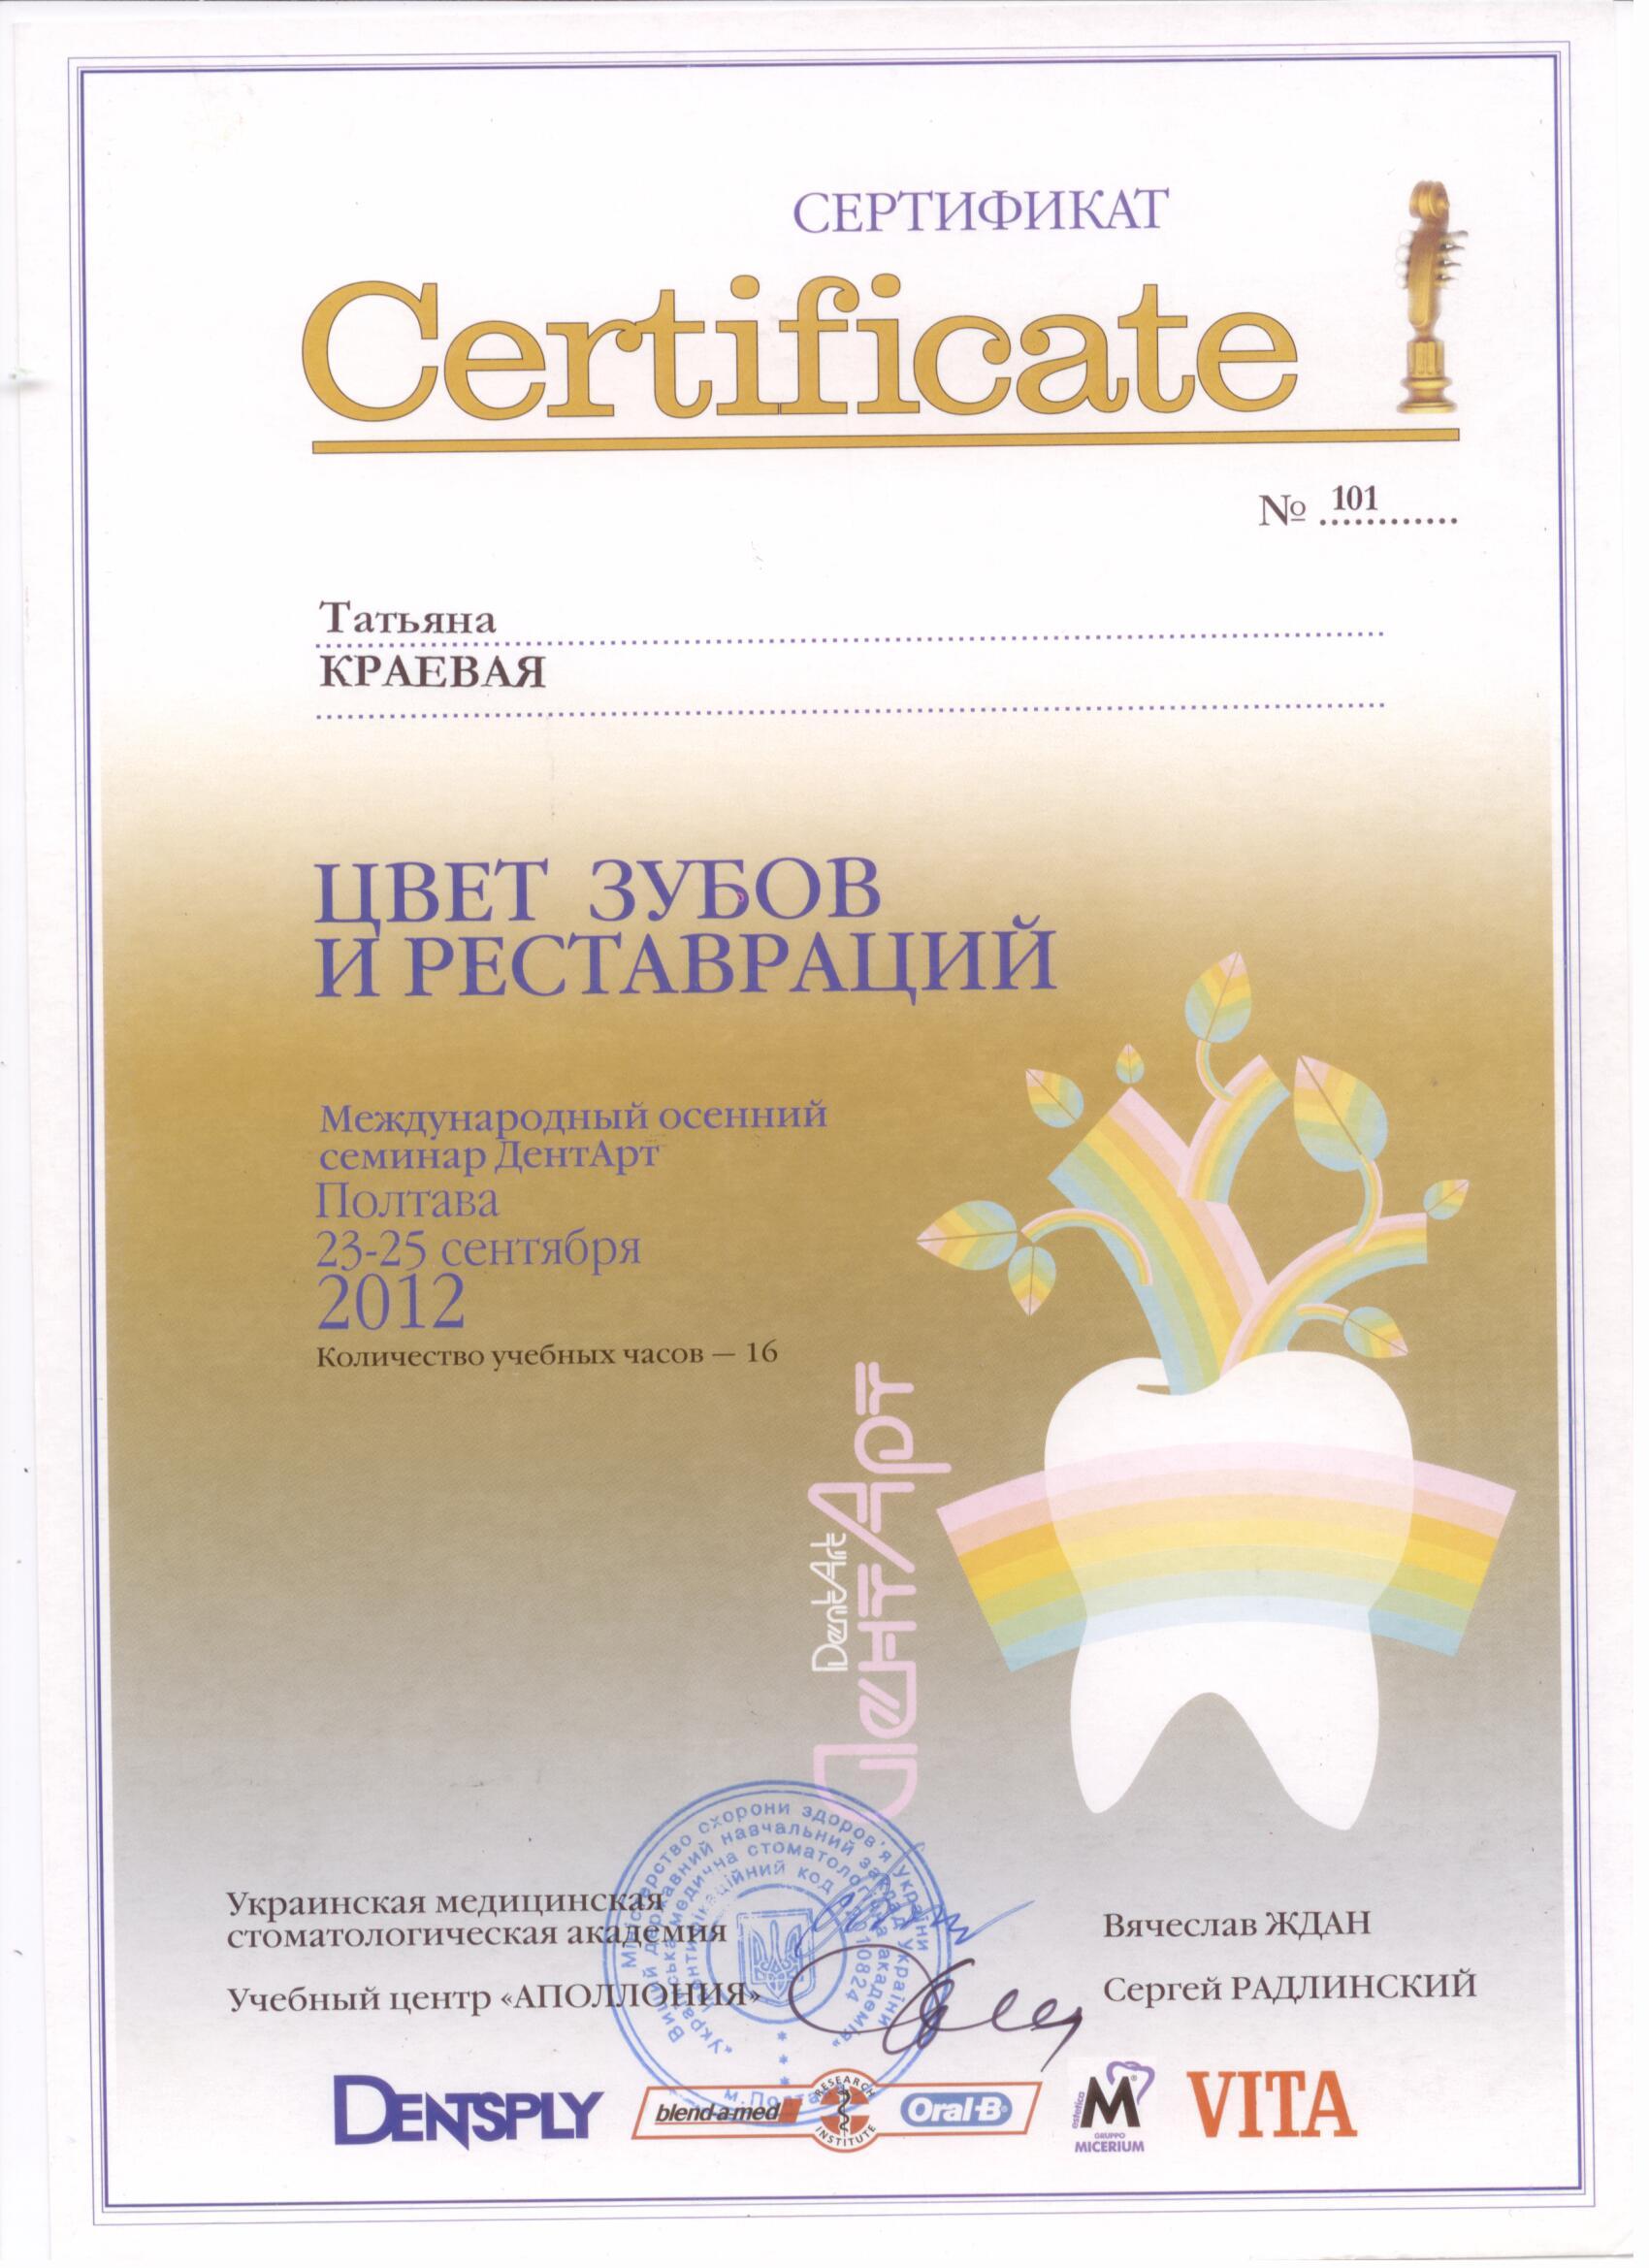 СЕРТИФИКАТ
Certificate
№ 101
Татьяна
КРАЕВАЯ
ЦВЕТ ЗУБОВ
И РЕСТАВРАЦИЙ
Международный осенний
семинар ДентАрт
Полтава
23-25 сентября
2012
Количество учебных часов — 16
DentArt
ДентАрт
Міністерство охорони здоров'я України
Вищий державний навчальний заклад України
«Українська медична стоматологічна академія»
Ідентифікаційний код
м. Полтава
Украинская медицинская
стоматологическая академия
Вячеслав ЖДАН
Учебный центр «АПОЛЛОНИЯ»
Сергей РАДЛИНСКИЙ
DENTSPLY
blend-a-med
RESEARCH
INSTITUTE
Oral-B
estetico
M
GRUPPO
MICERIUM
VITA